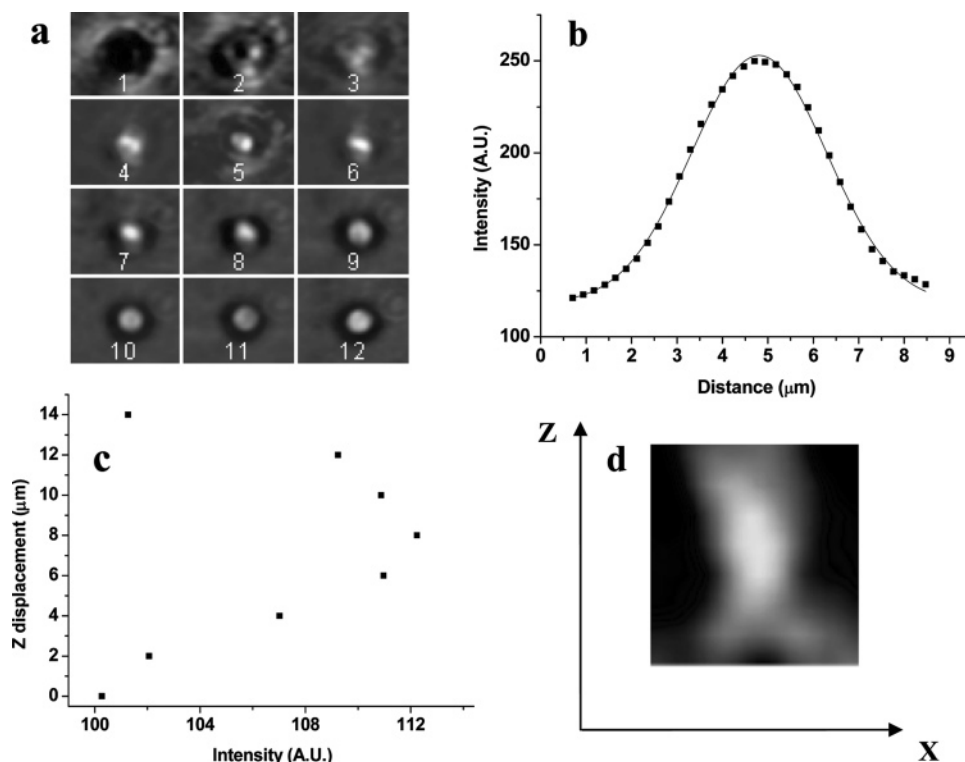 a
1 2 3
4 5 6
7 8 9
10 11 12
b
250
200
150
100
Intensity (A.U.)
0 1 2 3 4 5 6 7 8 9
Distance (μm)
c
14
12
10
8
6
4
2
0
Z displacement (μm)
100 104 108 112
Intensity (A.U.)
d
Z
X